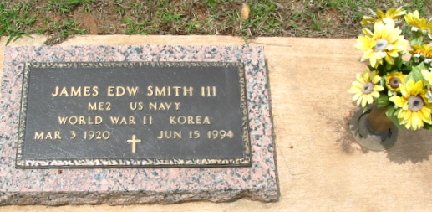 JAMES EDW SMITH III
ME2 US NAVY
WORLD WAR II KOREA
MAR 3 1920 JUN 15 1994